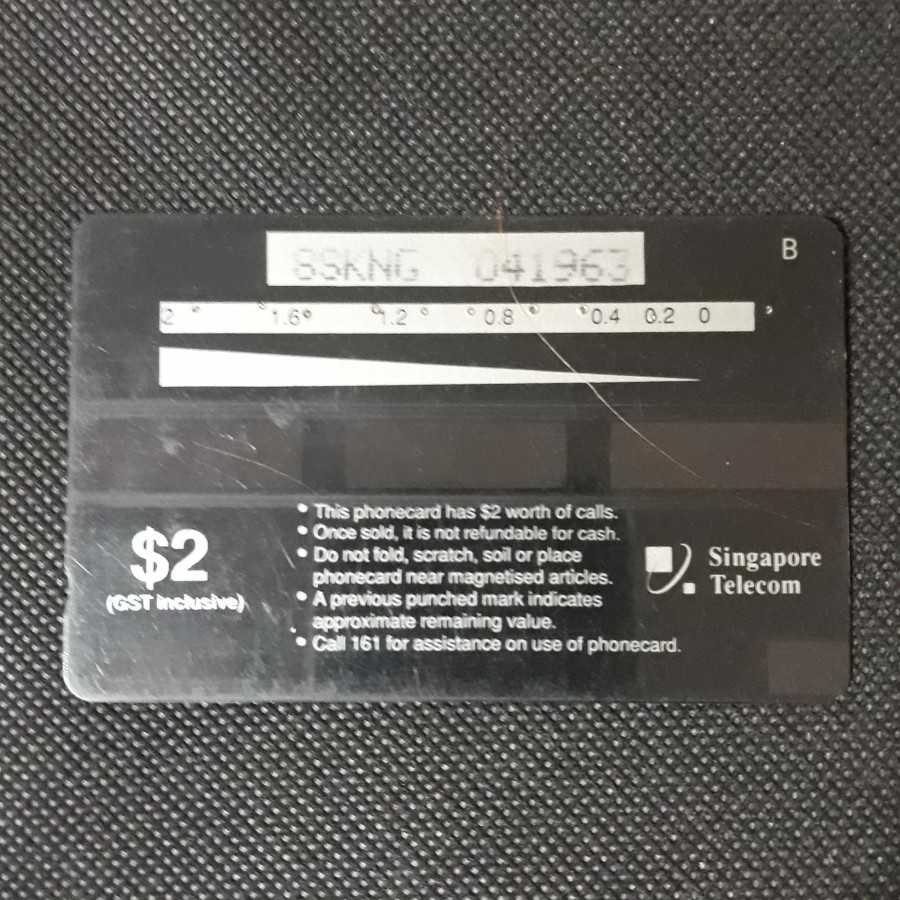 B
8SKNG 041963
2 1.6 1.2 0.8 0.4 0.2 0
$2
(GST inclusive)
• This phonecard has $2 worth of calls.
• Once sold, it is not refundable for cash.
• Do not fold, scratch, soil or place
phonecard near magnetised articles.
• A previous punched mark indicates
approximate remaining value.
• Call 161 for assistance on use of phonecard.
Singapore
Telecom